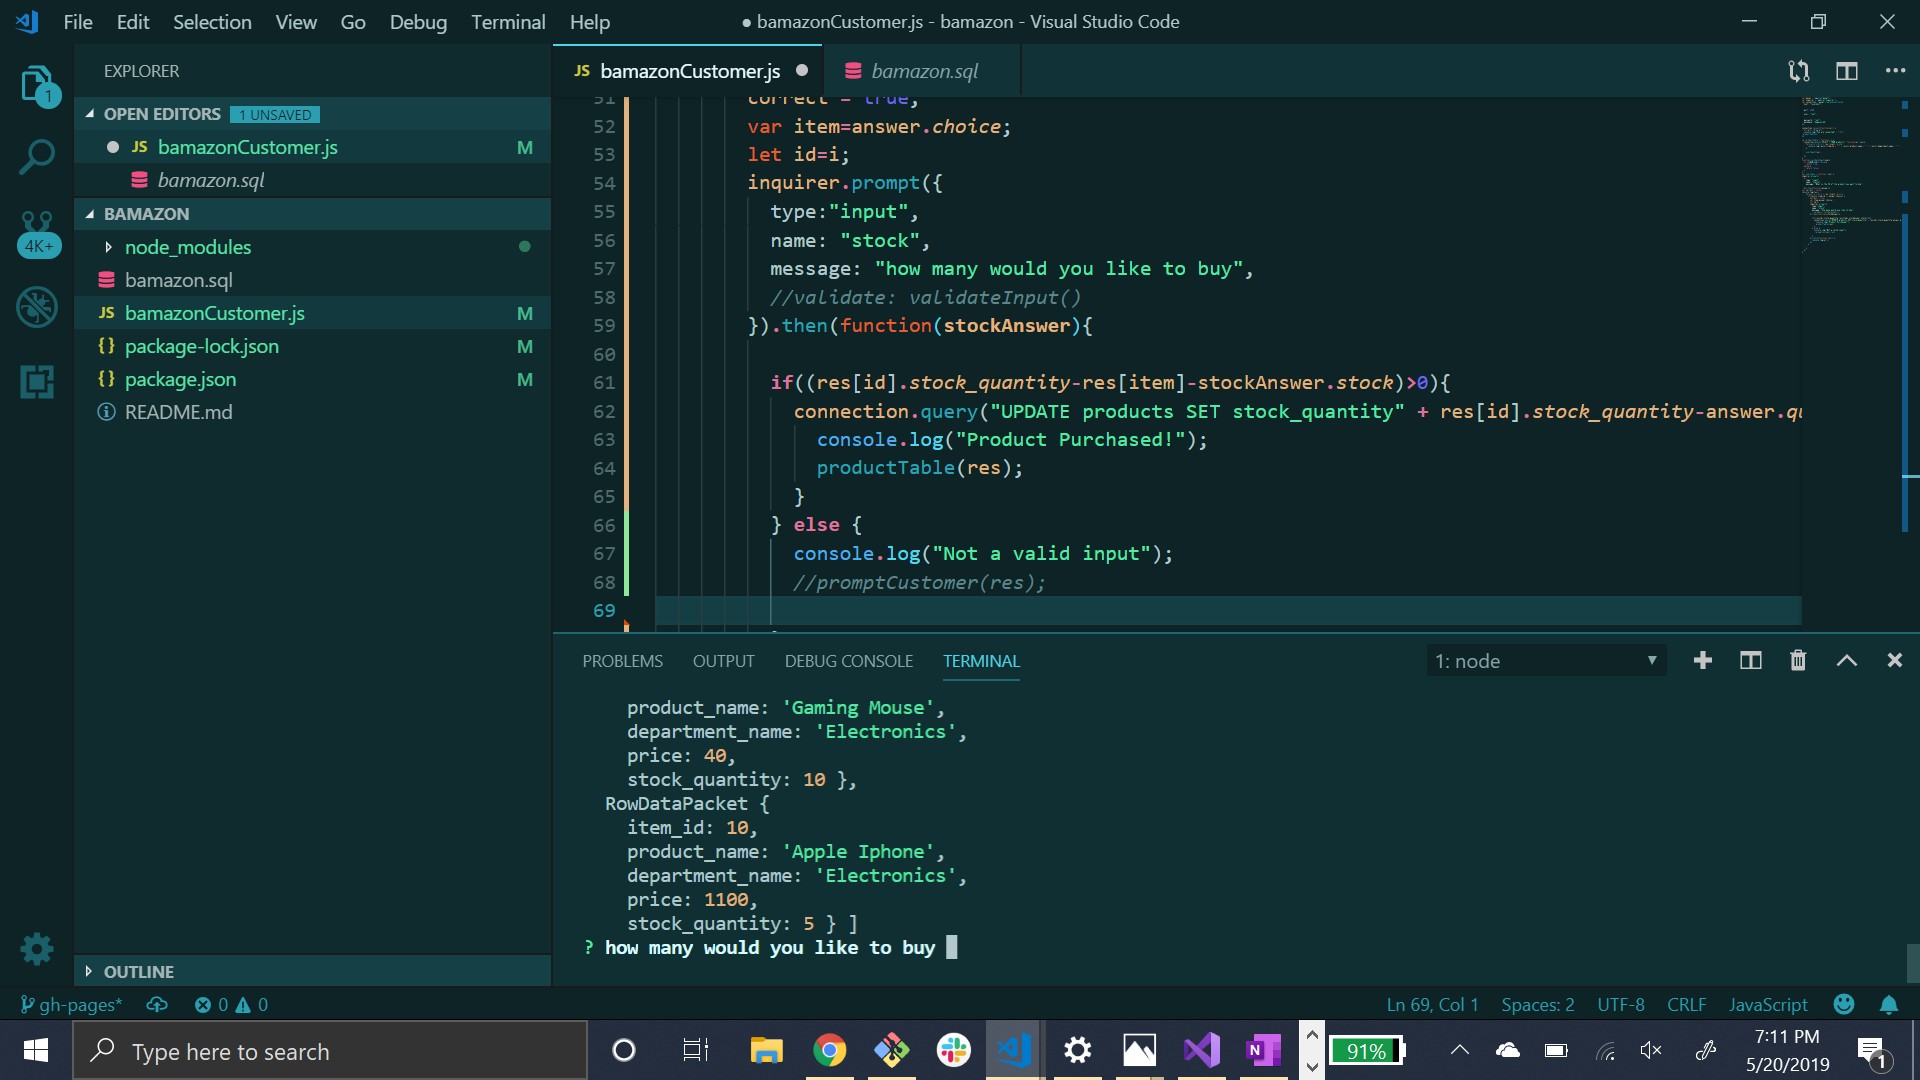 File Edit Selection View Go Debug Terminal Help
● bamazonCustomer.js - bamazon - Visual Studio Code
EXPLORER
OPEN EDITORS 1 UNSAVED
JS bamazonCustomer.js M
bamazon.sql
BAMAZON
node_modules
bamazon.sql
JS bamazonCustomer.js M
{} package-lock.json M
{} package.json M
README.md
OUTLINE
1
4K+
JS bamazonCustomer.js ●
bamazon.sql
51 correct = true;
52 var item=answer.choice;
53 let id=i;
54 inquirer.prompt({
55 type:"input",
56 name: "stock",
57 message: "how many would you like to buy",
58 //validate: validateInput()
59 }).then(function(stockAnswer){
60
61 if((res[id].stock_quantity-res[item]-stockAnswer.stock)>0){
62 connection.query("UPDATE products SET stock_quantity" + res[id].stock_quantity-answer.qu
63 console.log("Product Purchased!");
64 productTable(res);
65 }
66 } else {
67 console.log("Not a valid input");
68 //promptCustomer(res);
69
PROBLEMS OUTPUT DEBUG CONSOLE TERMINAL 1: node
product_name: 'Gaming Mouse',
department_name: 'Electronics',
price: 40,
stock_quantity: 10 },
RowDataPacket {
item_id: 10,
product_name: 'Apple Iphone',
department_name: 'Electronics',
price: 1100,
stock_quantity: 5 } ]
? how many would you like to buy
gh-pages* 0 0 Ln 69, Col 1 Spaces: 2 UTF-8 CRLF JavaScript
Type here to search
91%
7:11 PM
5/20/2019
1